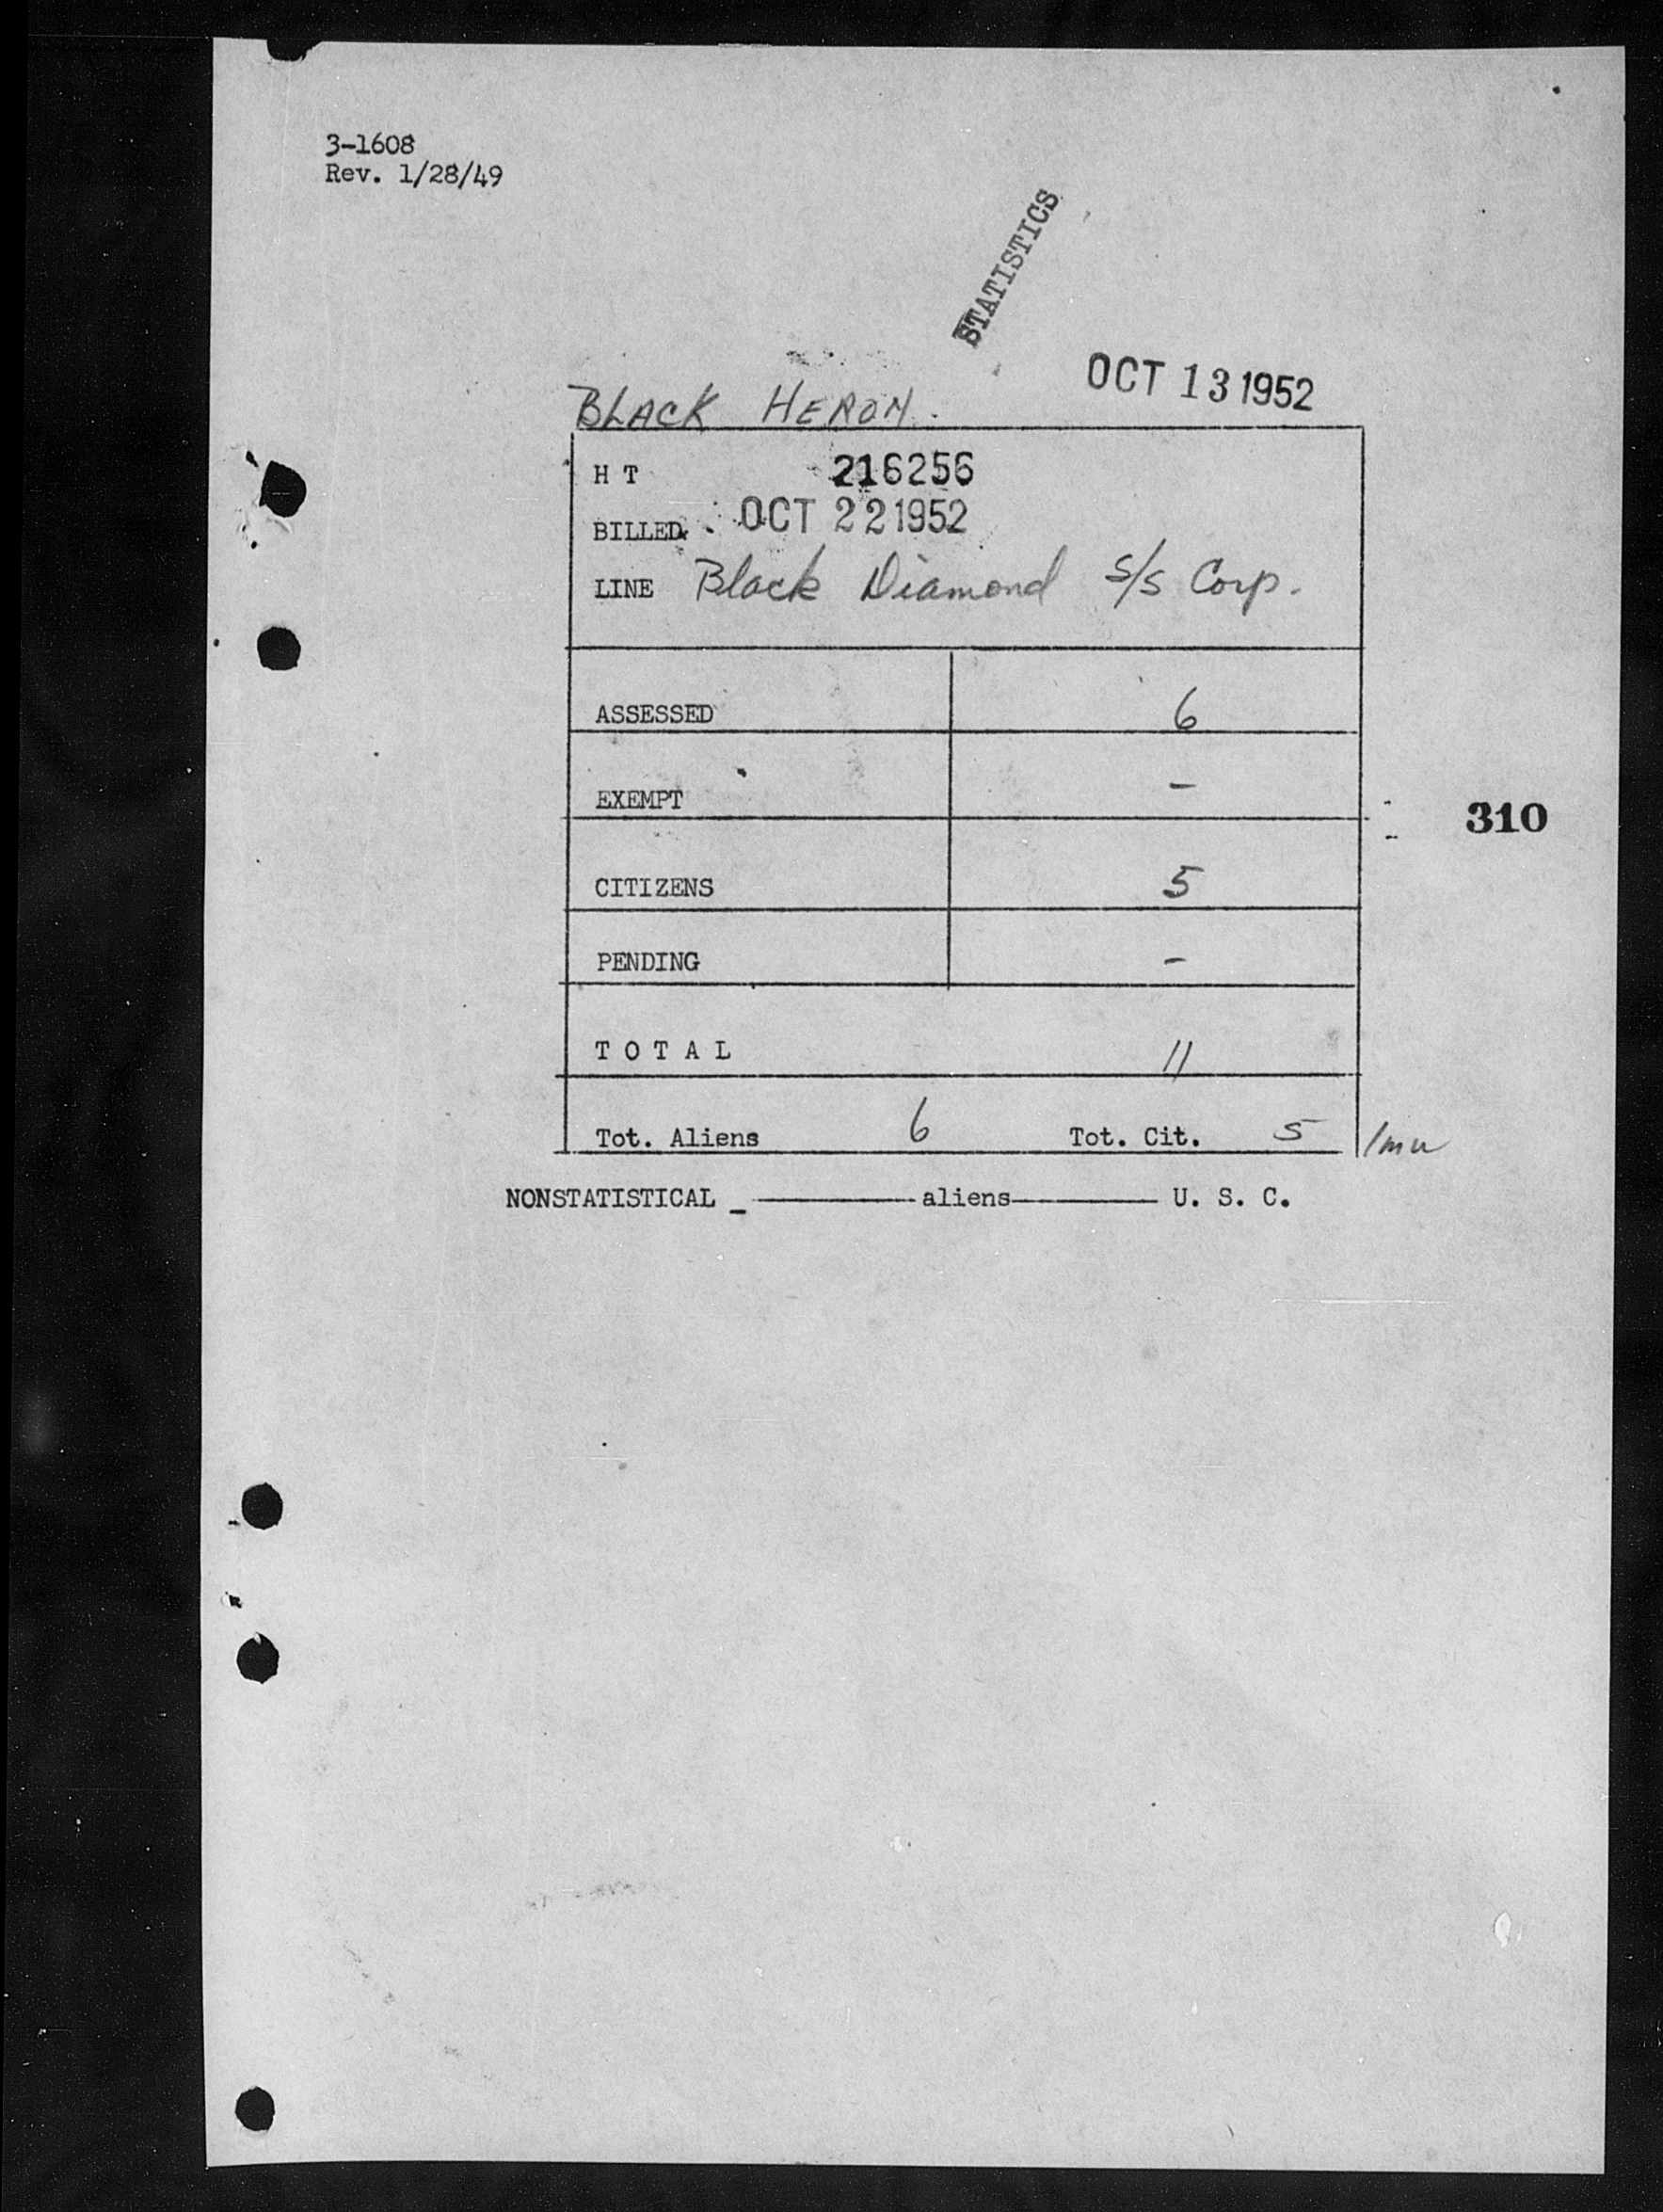 3-1608
Rev. 1/28/49
STATISTICS
OCT 13 1952
BLACK HERON.
H T 216256
BILLED. OCT 22 1952
LINE Black Diamond S/S Corp.
ASSESSED 6
EXEMPT -
310
CITIZENS 5
PENDING -
T O T A L 11
Tot. Aliens 6 Tot. Cit. 5
NONSTATISTICAL _ ———— aliens ———— U. S. C.